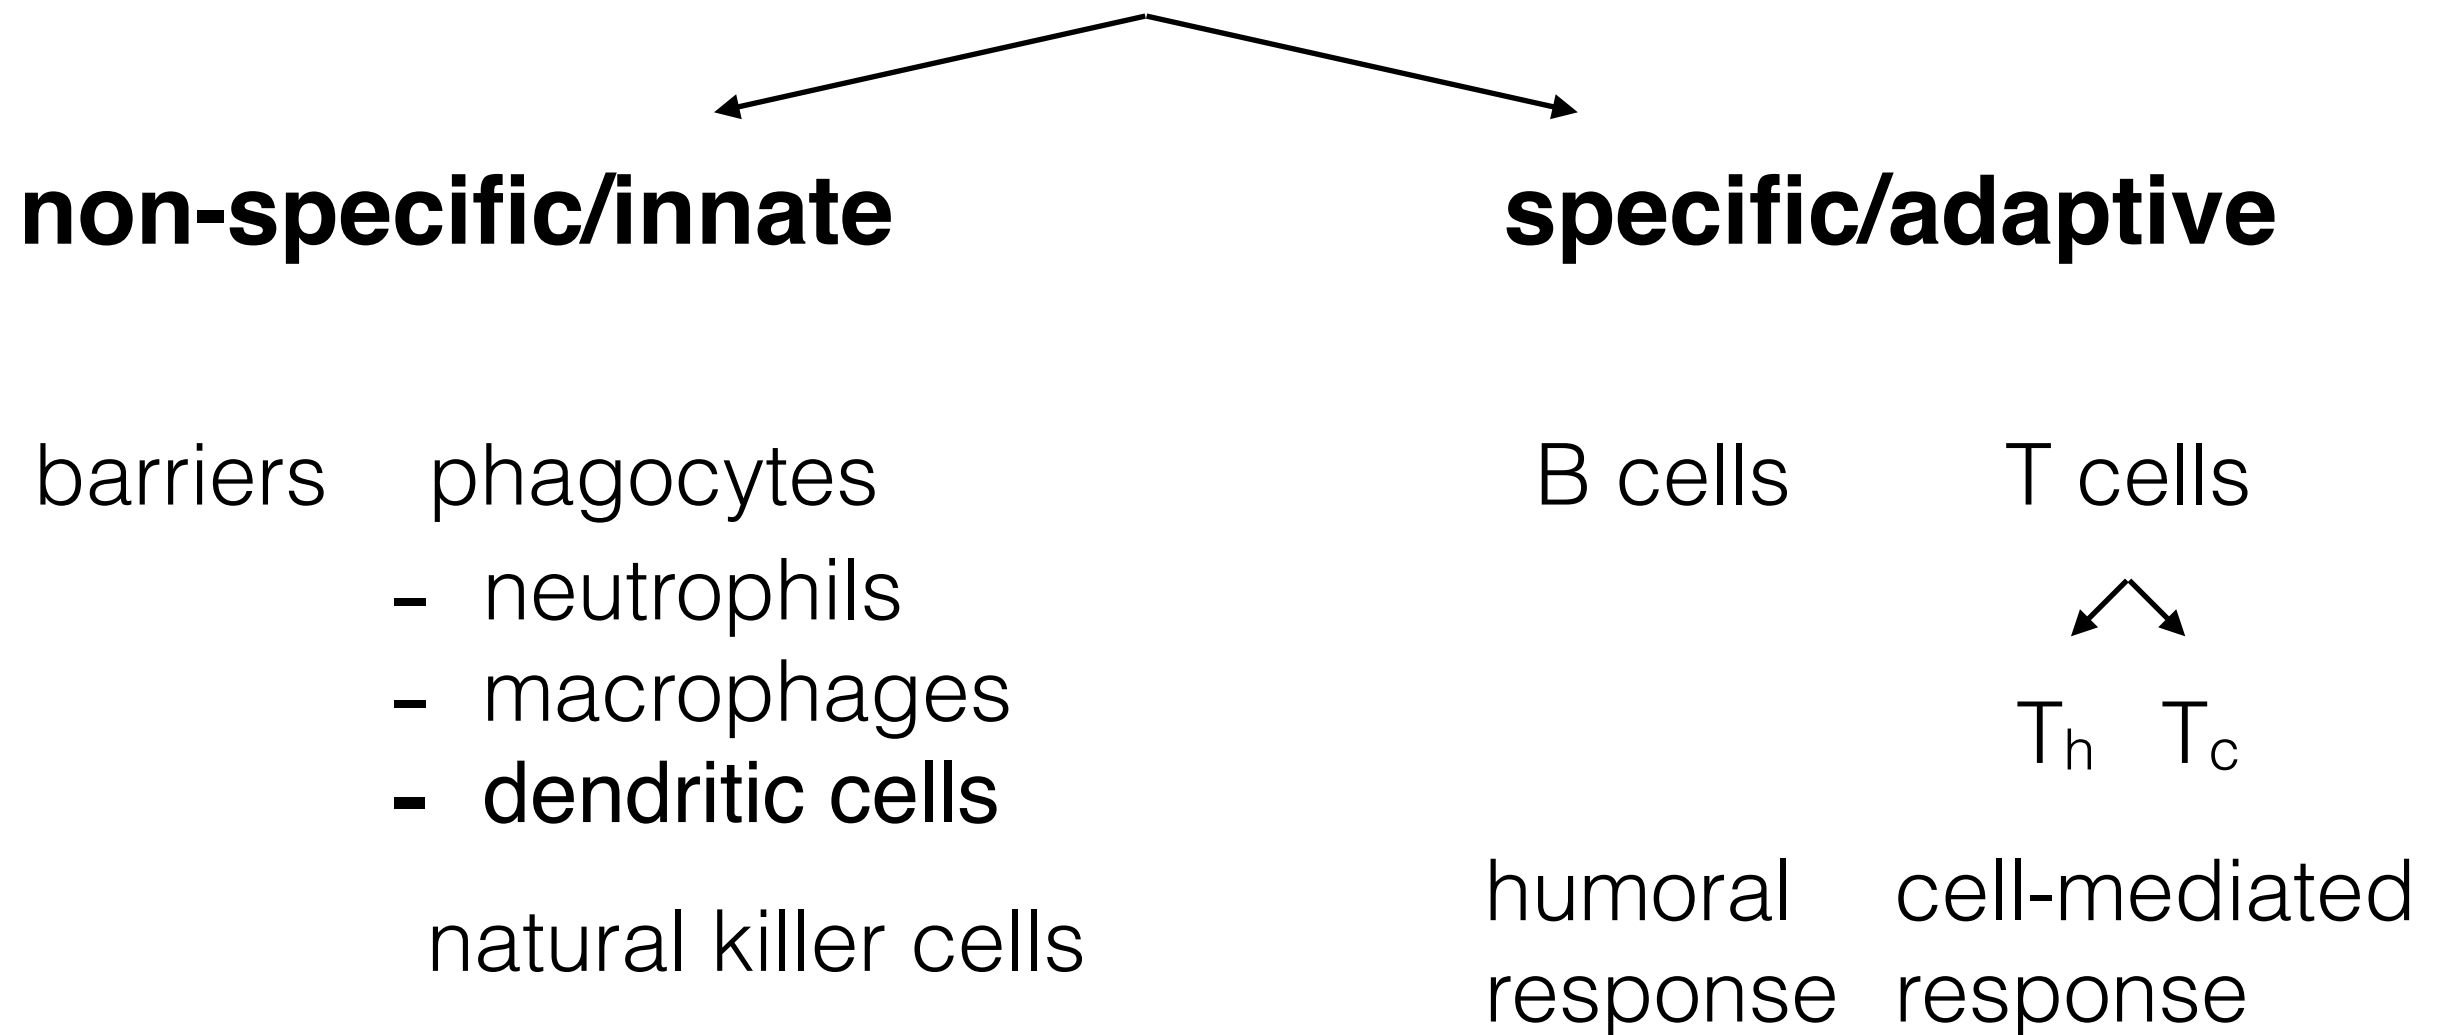 non-specific/innate specific/adaptive
barriers phagocytes B cells T cells
- neutrophils
- macrophages
- dendritic cells
Th Tc
natural killer cells
humoral cell-mediated
response response